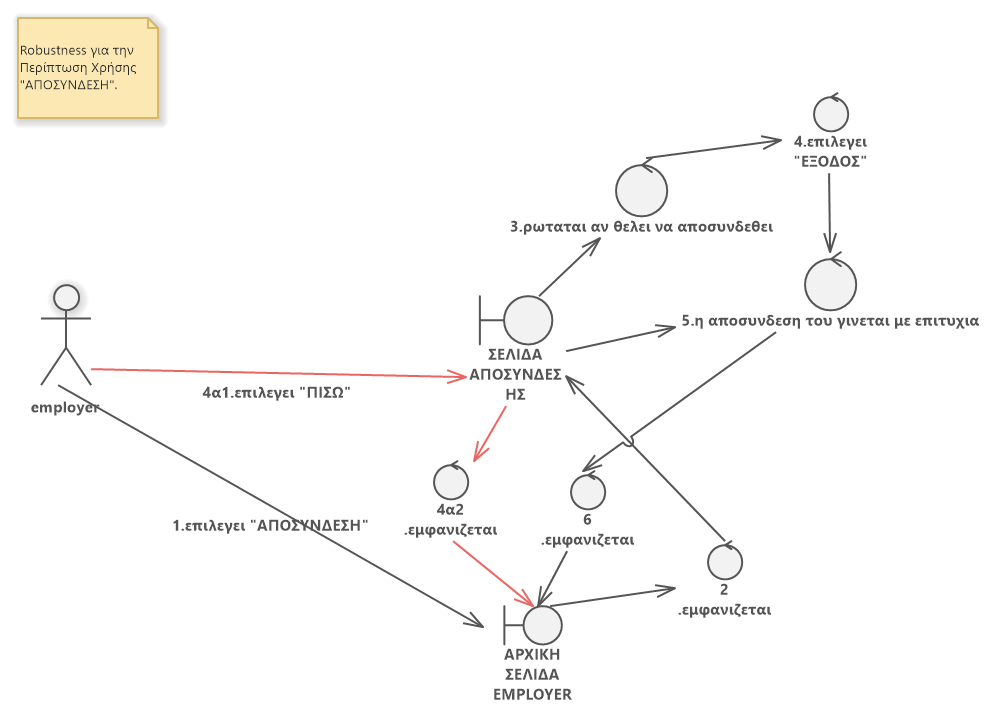 Robustness για την
Περίπτωση Χρήσης
"ΑΠΟΣΥΝΔΕΣΗ".
4.επιλεγει
"ΕΞΟΔΟΣ"
3.ρωταται αν θελει να αποσυνδεθει
5.η αποσυνδεση του γινεται με επιτυχια
ΣΕΛΙΔΑ
ΑΠΟΣΥΝΔΕΣ
ΗΣ
4α1.επιλεγει "ΠΙΣΩ"
employer
4α2
.εμφανιζεται
6
.εμφανιζεται
1.επιλεγει "ΑΠΟΣΥΝΔΕΣΗ"
2
.εμφανιζεται
ΑΡΧΙΚΗ
ΣΕΛΙΔΑ
EMPLOYER